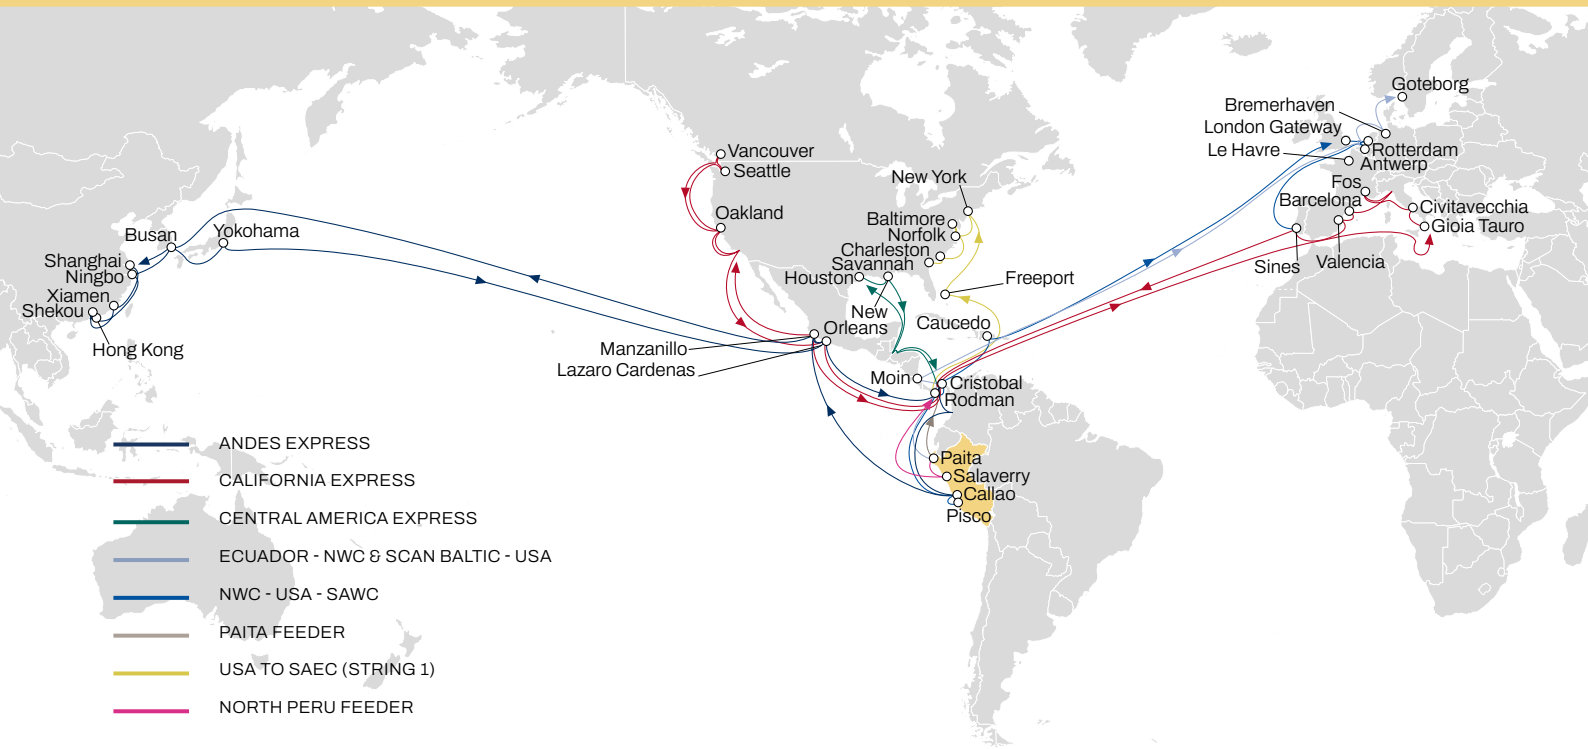 Goteborg
Bremerhaven
London Gateway
Le Havre
Rotterdam
Antwerp
Fos
Barcelona
Civitavecchia
Gioia Tauro
Sines
Valencia
Vancouver
Seattle
Oakland
New York
Baltimore
Norfolk
Charleston
Savannah
Houston
New
Orleans
Freeport
Caucedo
Manzanillo
Lazaro Cardenas
Moin
Cristobal
Rodman
Paita
Salaverry
Callao
Pisco
Busan
Yokohama
Shanghai
Ningbo
Xiamen
Shekou
Hong Kong
ANDES EXPRESS
CALIFORNIA EXPRESS
CENTRAL AMERICA EXPRESS
ECUADOR - NWC & SCAN BALTIC - USA
NWC - USA - SAWC
PAITA FEEDER
USA TO SAEC (STRING 1)
NORTH PERU FEEDER